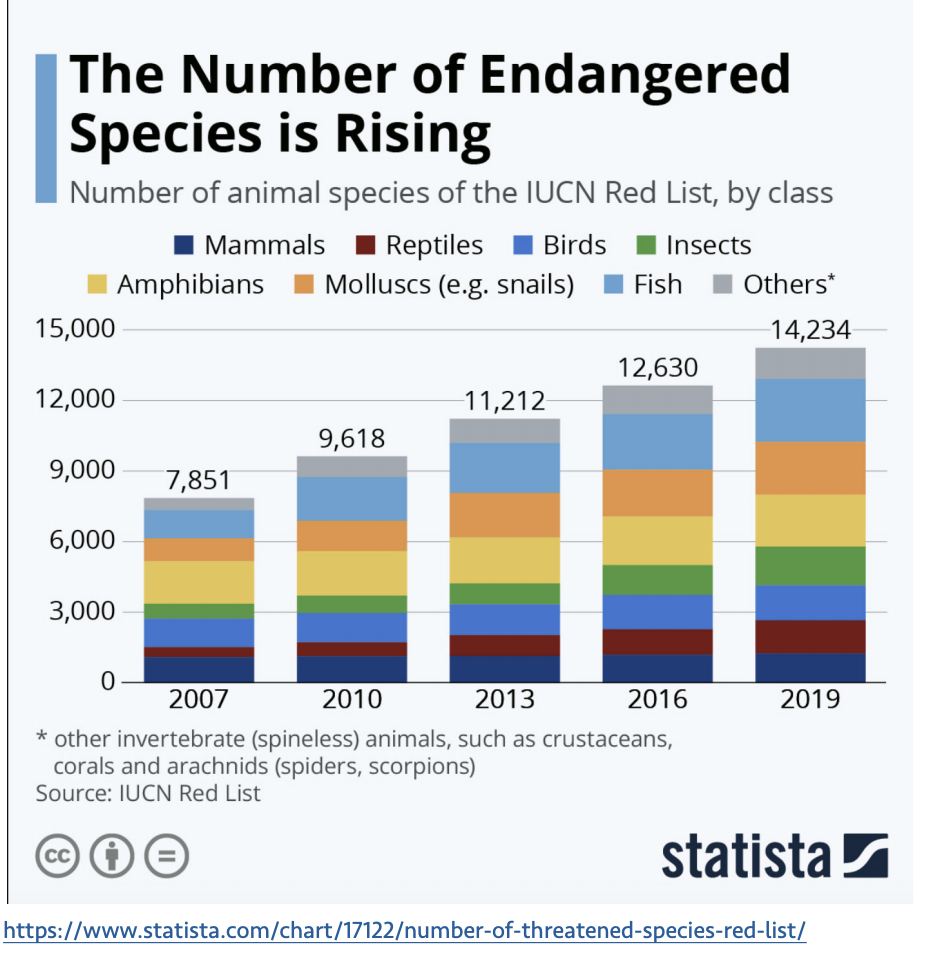 The Number of Endangered
Species is Rising
Number of animal species of the IUCN Red List, by class
Mammals Reptiles Birds Insects
Amphibians Molluscs (e.g. snails) Fish Others*
15,000
14,234
12,630
12,000
11,212
9,618
9,000
7,851
6,000
3,000
0
2007 2010 2013 2016 2019
* other invertebrate (spineless) animals, such as crustaceans,
corals and arachnids (spiders, scorpions)
Source: IUCN Red List
cc
statista
https://www.statista.com/chart/17122/number-of-threatened-species-red-list/